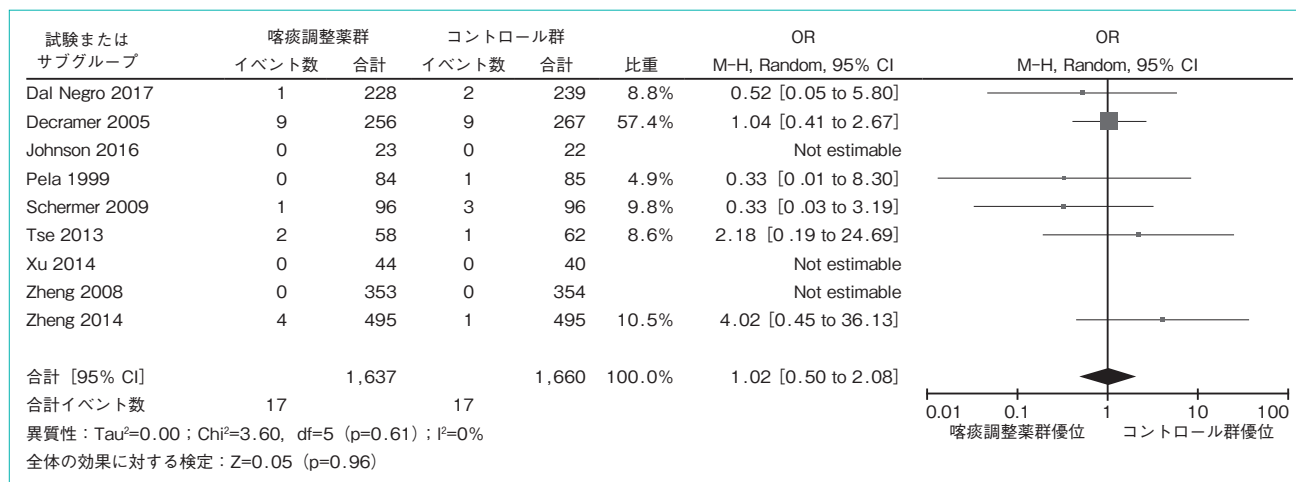 試験または 喀痰調整薬群 コントロール群 OR OR
サブグループ イベント数 合計 イベント数 合計 比重 M-H, Random, 95% CI M-H, Random, 95% CI
Dal Negro 2017 1 228 2 239 8.8% 0.52 [0.05 to 5.80]
Decramer 2005 9 256 9 267 57.4% 1.04 [0.41 to 2.67]
Johnson 2016 0 23 0 22 Not estimable
Pela 1999 0 84 1 85 4.9% 0.33 [0.01 to 8.30]
Schermer 2009 1 96 3 96 9.8% 0.33 [0.03 to 3.19]
Tse 2013 2 58 1 62 8.6% 2.18 [0.19 to 24.69]
Xu 2014 0 44 0 40 Not estimable
Zheng 2008 0 353 0 354 Not estimable
Zheng 2014 4 495 1 495 10.5% 4.02 [0.45 to 36.13]
合計 [95% CI] 1,637 1,660 100.0% 1.02 [0.50 to 2.08]
合計イベント数 17 17
異質性：Tau²=0.00；Chi²=3.60, df=5 (p=0.61)；I²=0%
全体の効果に対する検定：Z=0.05 (p=0.96)
0.01 0.1 1 10 100
喀痰調整薬群優位 コントロール群優位